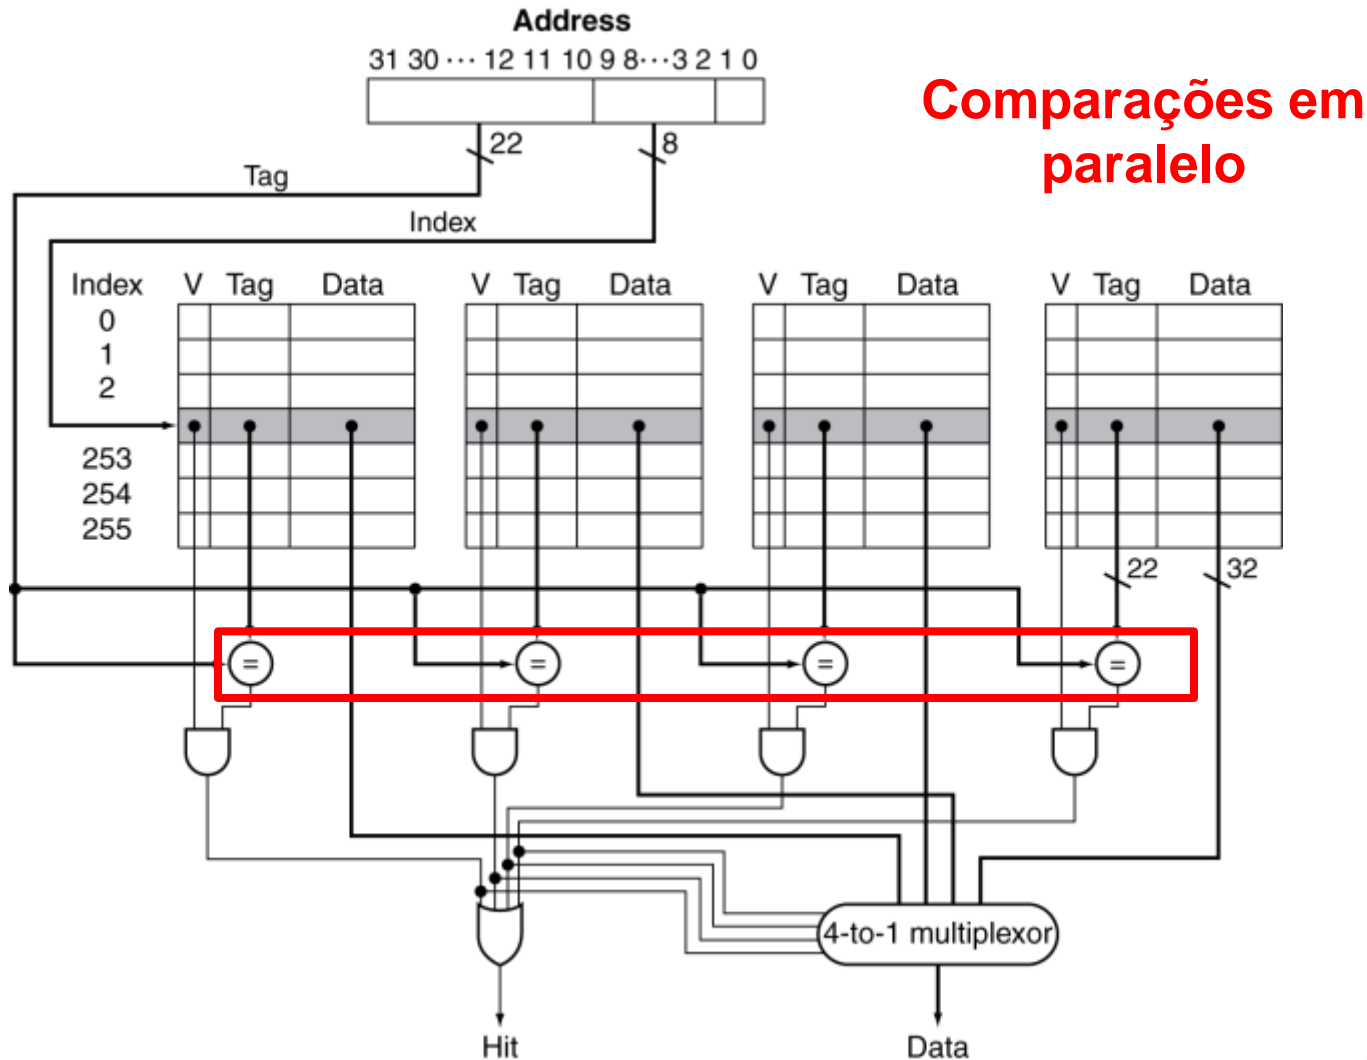 Address
31 30 ··· 12 11 10 9 8···3 2 1 0
Comparações em
paralelo
22
8
Tag
Index
Index V Tag Data V Tag Data V Tag Data V Tag Data
0
1
2
253
254
255
22
32
= = = =
4-to-1 multiplexor
Hit
Data